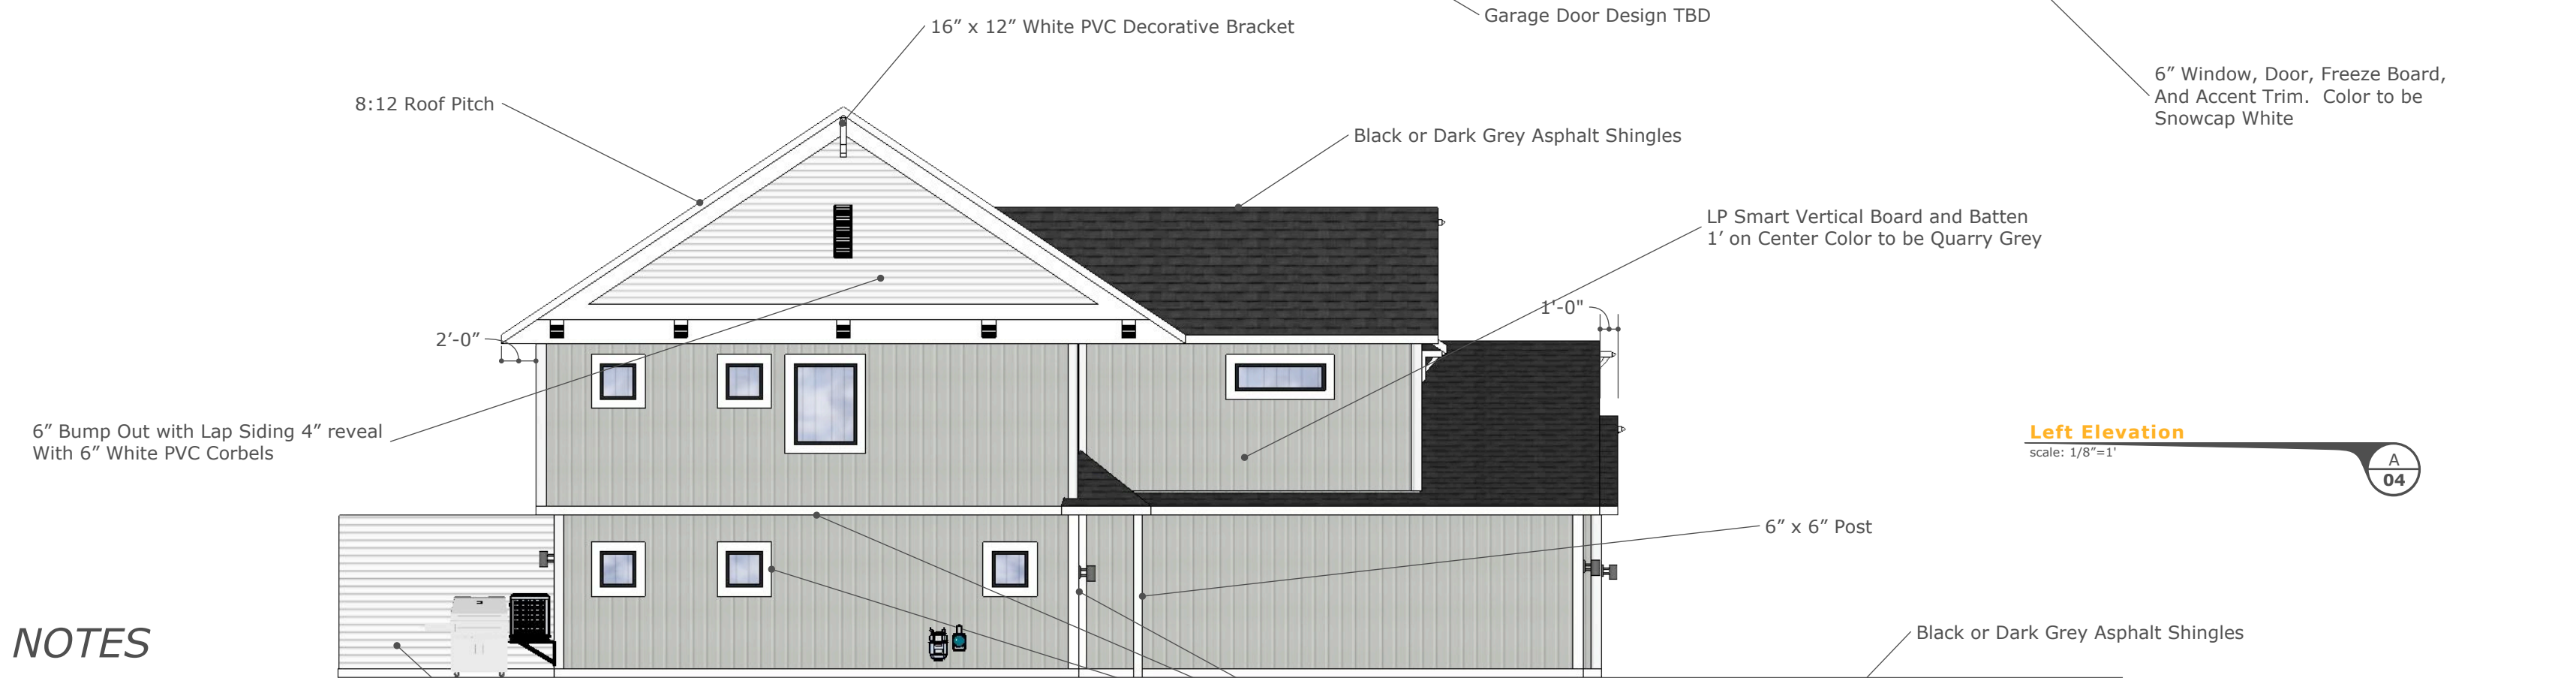 Garage Door Design TBD
16” x 12” White PVC Decorative Bracket
6” Window, Door, Freeze Board,
And Accent Trim.  Color to be
Snowcap White
8:12 Roof Pitch
Black or Dark Grey Asphalt Shingles
LP Smart Vertical Board and Batten
1’ on Center Color to be Quarry Grey
1'-0"
2’-0”
6” Bump Out with Lap Siding 4” reveal
With 6” White PVC Corbels
Left Elevation
scale: 1/8”=1'
A
04
6” x 6” Post
NOTES
Black or Dark Grey Asphalt Shingles